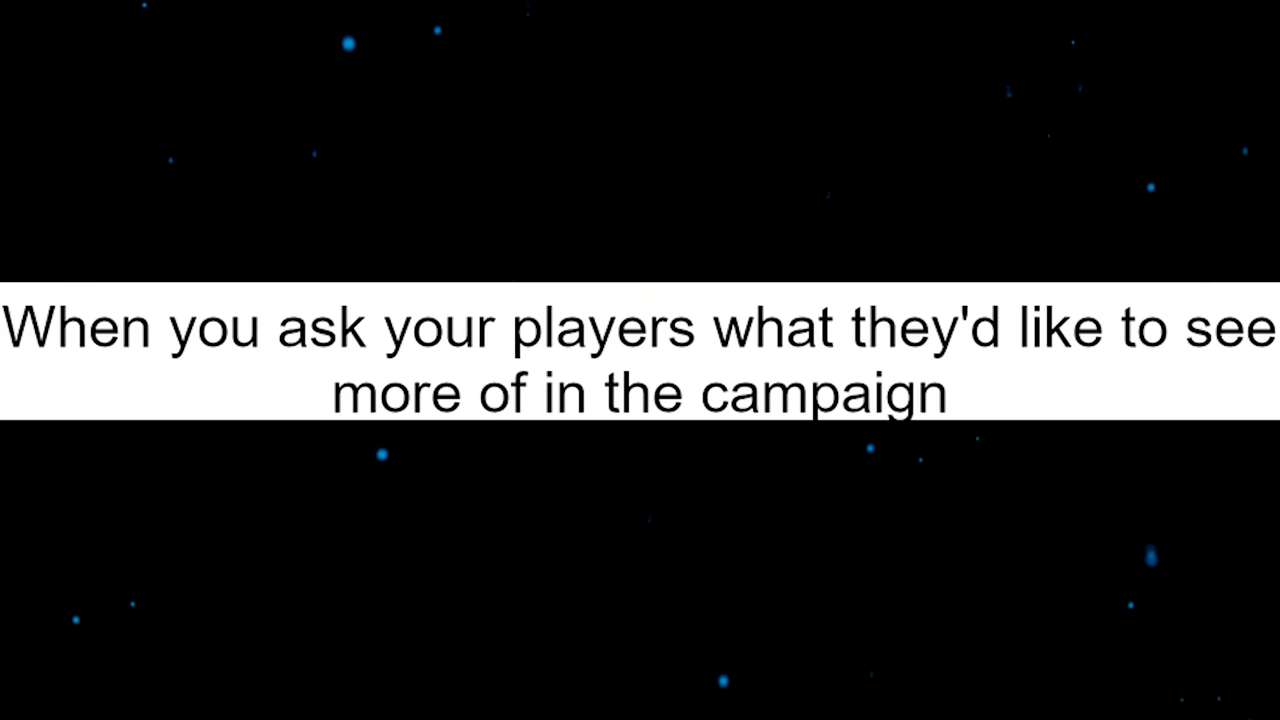 When you ask your players what they'd like to see
more of in the campaign